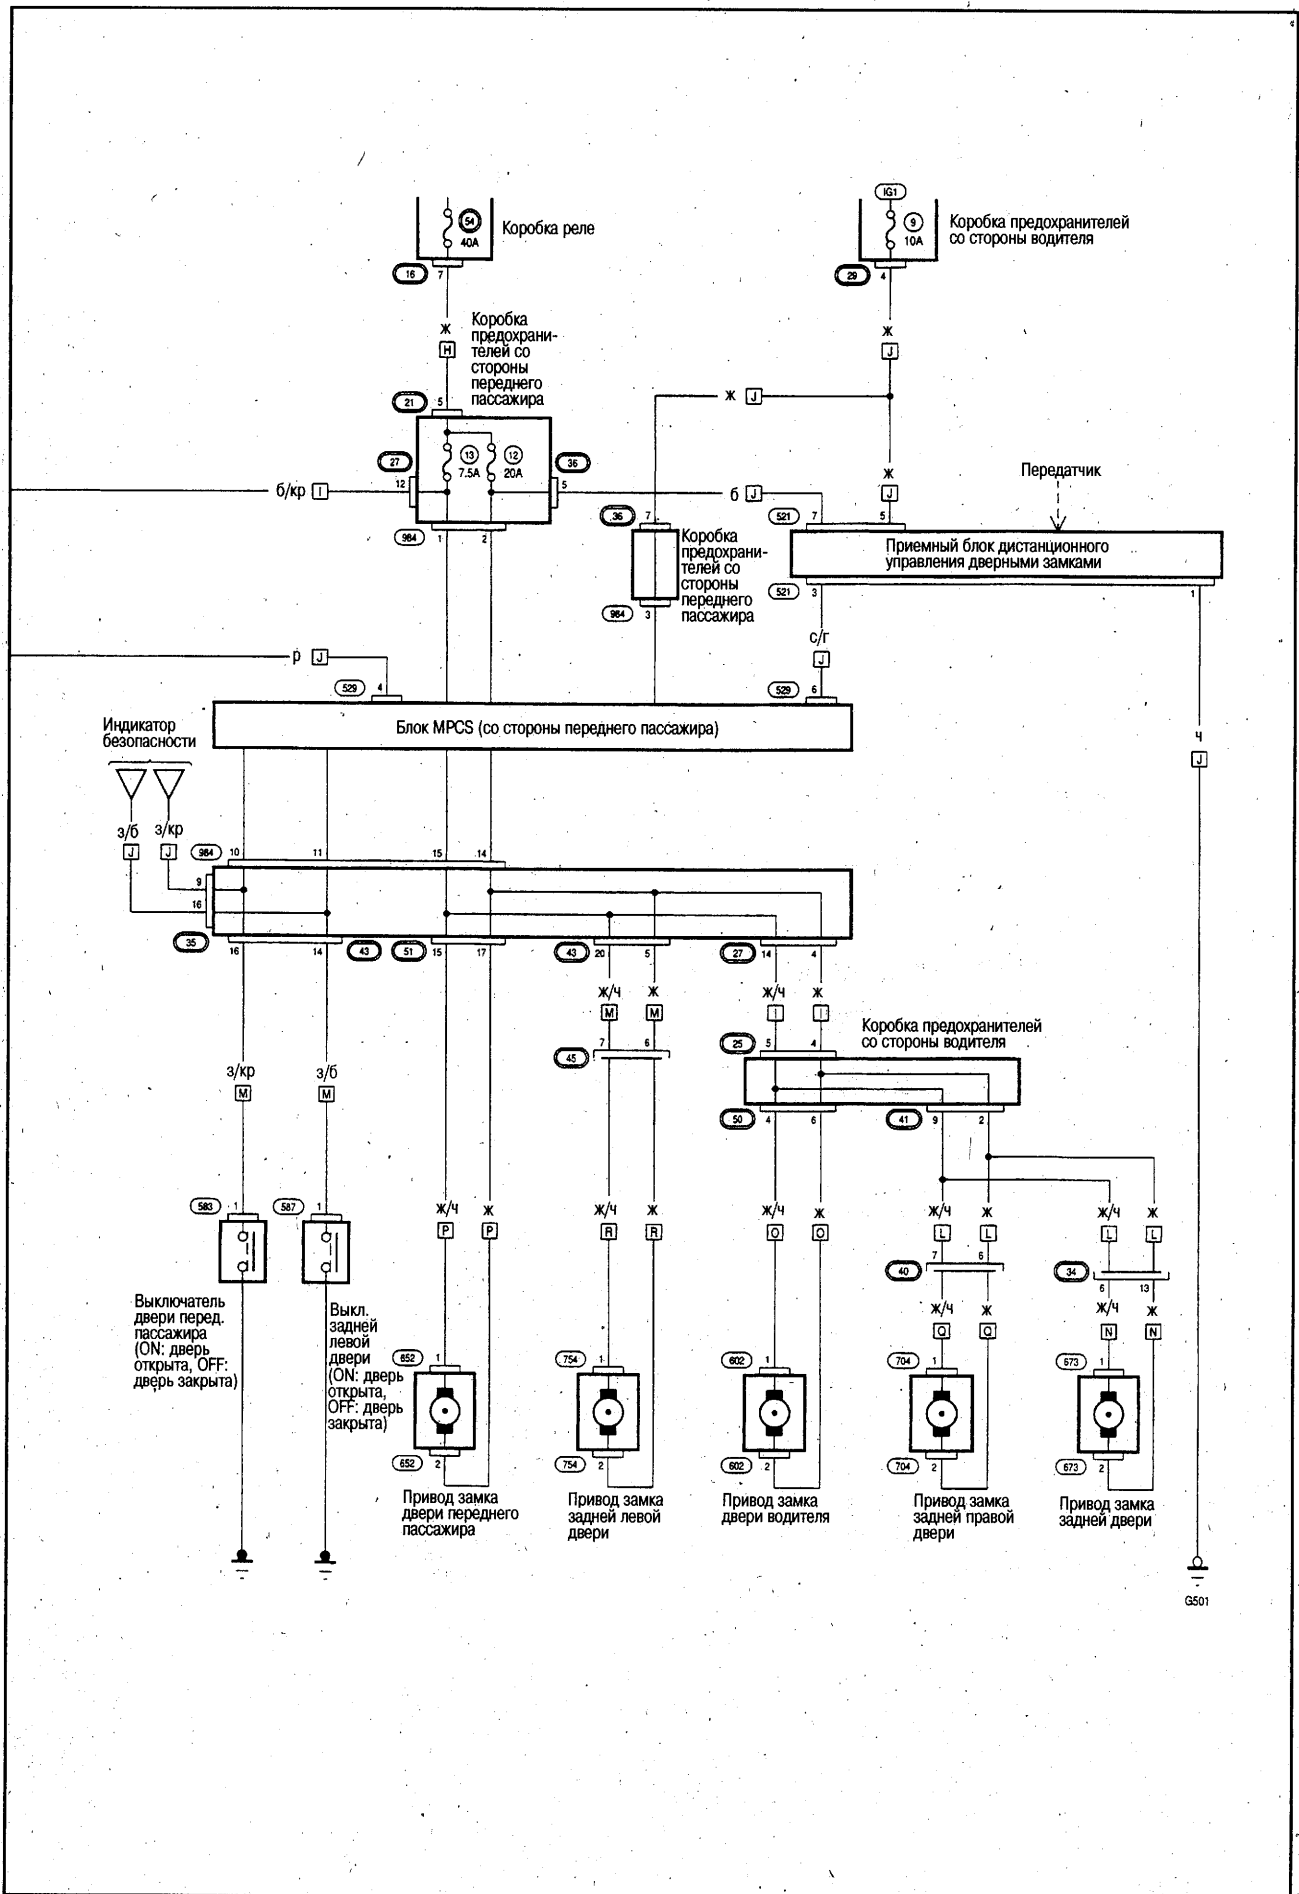 IG1
54
40A
Коробка реле
9
10A
Коробка предохранителей
со стороны водителя
16
7
29
4
Ж
H
Коробка
предохрани-
телей со
стороны
переднего
пассажира
Ж
J
21
5
Ж
J
27
12
13
7.5A
12
20A
36
5
б/кр
I
б
J
Ж
J
Передатчик
984
1
2
36
7
521
7
5
Коробка
предохрани-
телей со
стороны
переднего
пассажира
Приемный блок дистанционного
управления дверными замками
984
3
521
3
1
с/г
J
р
J
529
4
529
6
Блок MPCS (со стороны переднего пассажира)
Индикатор
безопасности
Ч
J
з/б
з/кр
J
J
984
10
11
15
14
9
16
35
16
14
43
51
15
17
43
20
5
27
14
4
Ж/Ч
Ж
Ж/Ч
Ж
M
M
I
I
Коробка предохранителей
со стороны водителя
45
7
6
25
5
4
з/кр
з/б
M
M
50
4
6
41
9
2
583
1
587
1
Ж/Ч
Ж
Ж/Ч
Ж
Ж/Ч
Ж
Ж/Ч
Ж
Ж/Ч
Ж
P
P
R
R
O
O
L
L
L
L
40
7
6
34
6
13
Ж/Ч
Ж
Ж/Ч
Ж
Q
Q
N
N
Выключатель
двери перед.
пассажира
(ON: дверь
открыта, OFF:
дверь закрыта)
Выкл.
задней
левой
двери
(ON: дверь
открыта,
OFF: дверь
закрыта)
652
1
754
1
602
1
704
1
673
1
652
2
754
2
602
2
704
2
673
2
Привод замка
двери переднего
пассажира
Привод замка
задней левой
двери
Привод замка
двери водителя
Привод замка
задней правой
двери
Привод замка
задней двери
G501